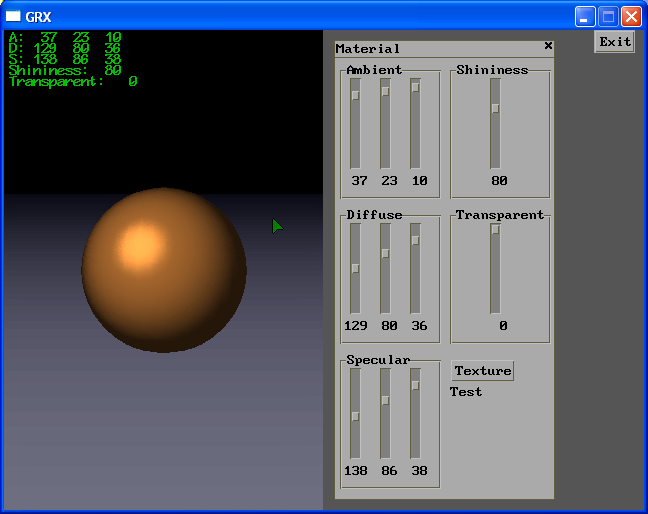 GRX
A: 37 23 10
D: 129 80 36
S: 138 86 38
Shininess: 80
Transparent: 0
Exit
Material
Ambient
37 23 10
Shininess
80
Diffuse
129 80 36
Transparent
0
Specular
138 86 38
Texture
Test